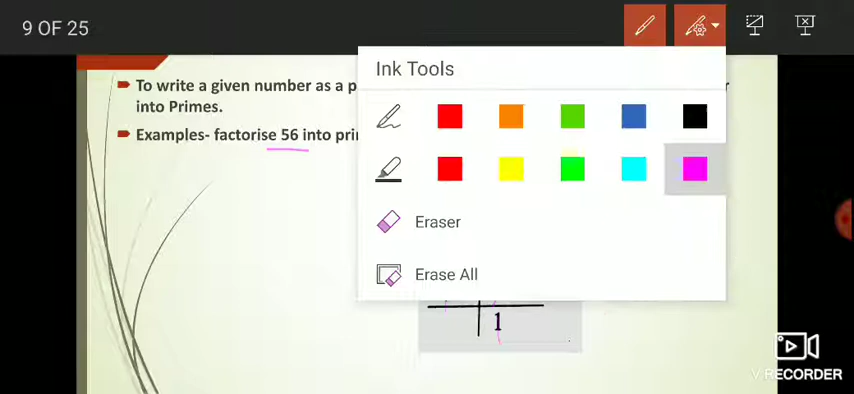 9 OF 25
Ink Tools
To write a given number as a p
into Primes.
Examples- factorise 56 into pri
Eraser
Erase All
1
V.RECORDER